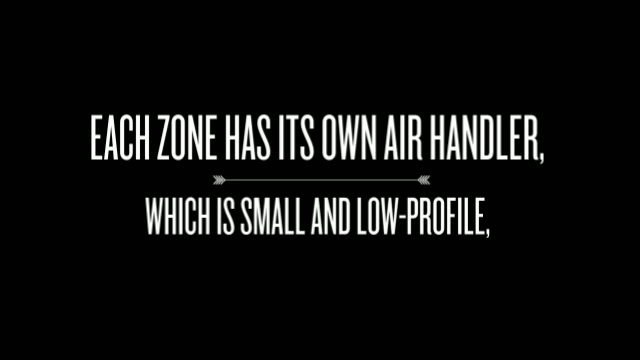 EACH ZONE HAS ITS OWN AIR HANDLER,
WHICH IS SMALL AND LOW-PROFILE,